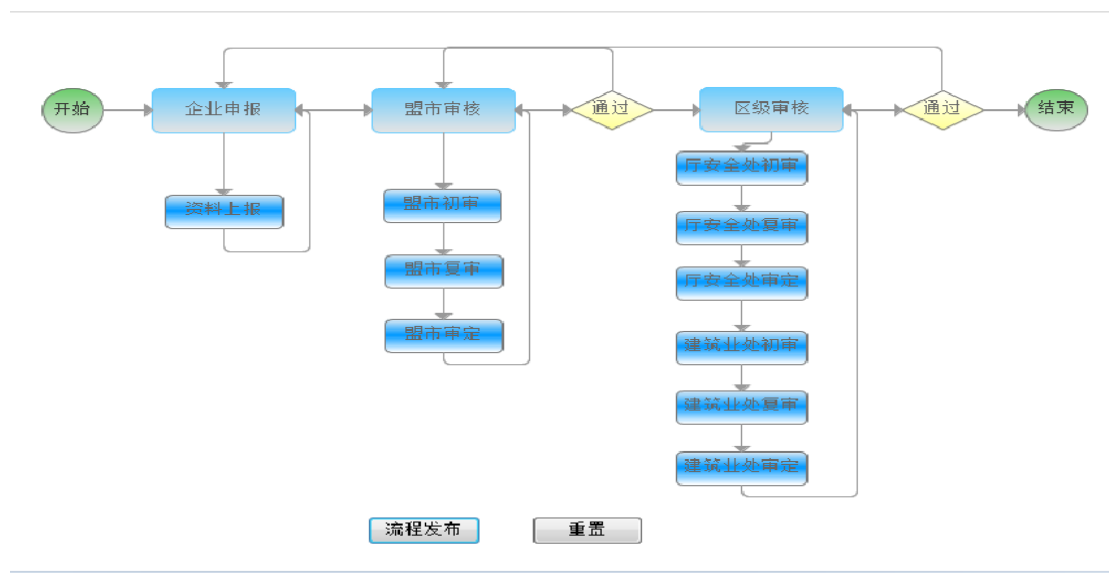 开始
企业申报
盟市审核
通过
区级审核
通过
结束
资料上报
盟市初审
盟市复审
盟市审定
厅安全处初审
厅安全处复审
厅安全处审定
建筑业处初审
建筑业处复审
建筑业处审定
流程发布
重置